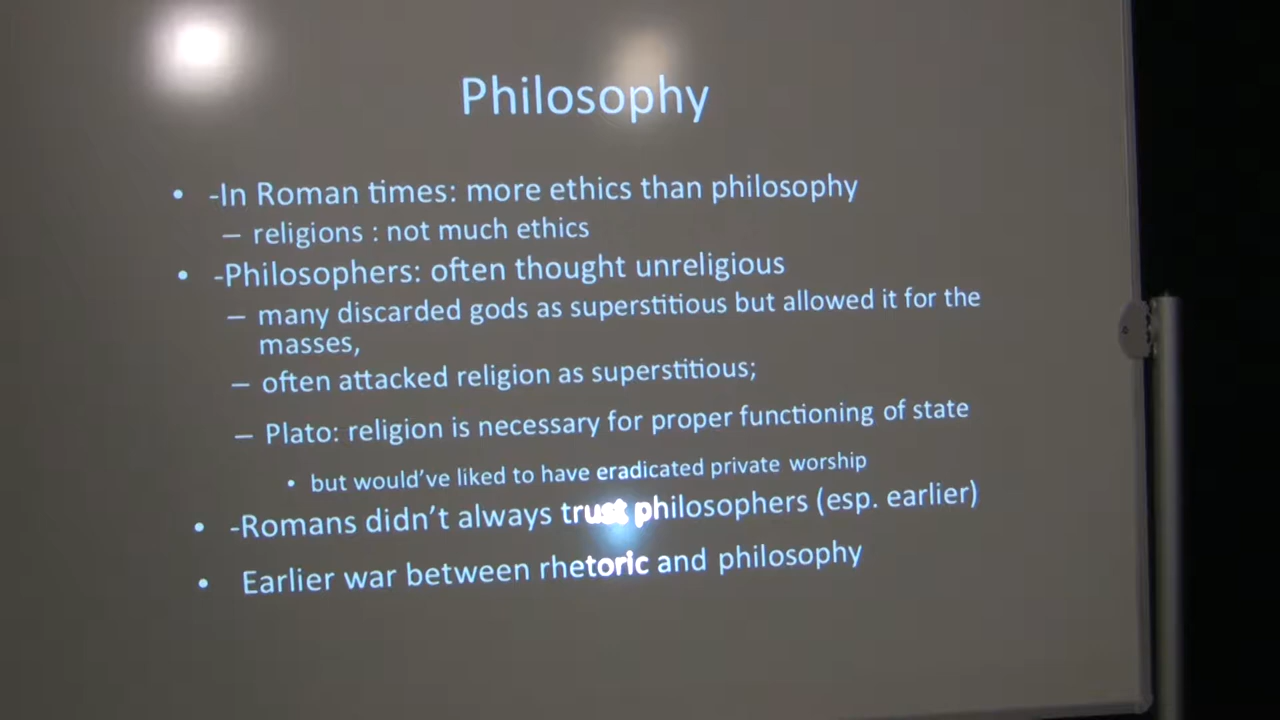 Philosophy
• -In Roman times: more ethics than philosophy
– religions : not much ethics
• -Philosophers: often thought unreligious
– many discarded gods as superstitious but allowed it for the
masses,
– often attacked religion as superstitious;
– Plato: religion is necessary for proper functioning of state
• but would’ve liked to have eradicated private worship
• -Romans didn’t always trust philosophers (esp. earlier)
• Earlier war between rhetoric and philosophy